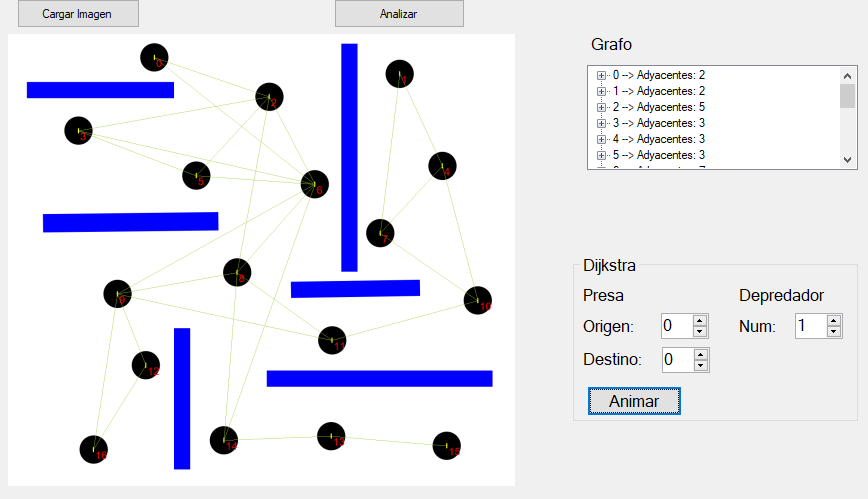 Cargar Imagen
Analizar
Grafo
0 --> Adyacentes: 2
1 --> Adyacentes: 2
2 --> Adyacentes: 5
3 --> Adyacentes: 3
4 --> Adyacentes: 3
5 --> Adyacentes: 3
0
1
2
3
4
5
6
7
8
9
10
11
12
13
14
15
16
Dijkstra
Presa
Depredador
Origen: 0
Num: 1
Destino: 0
Animar